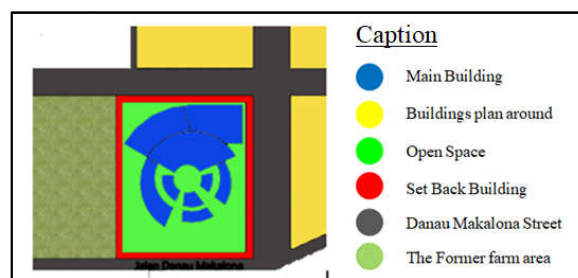 Caption
Main Building
Buildings plan around
Open Space
Set Back Building
Danau Makalona Street
The Former farm area
Jalan Danau Makalona